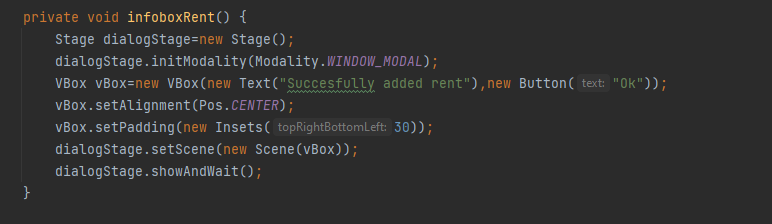 private void infoboxRent() {
Stage dialogStage=new Stage();
dialogStage.initModality(Modality.WINDOW_MODAL);
VBox vBox=new VBox(new Text("Succesfully added rent"),new Button( text: "Ok"));
vBox.setAlignment(Pos.CENTER);
vBox.setPadding(new Insets( topRightBottomLeft: 30));
dialogStage.setScene(new Scene(vBox));
dialogStage.showAndWait();
}